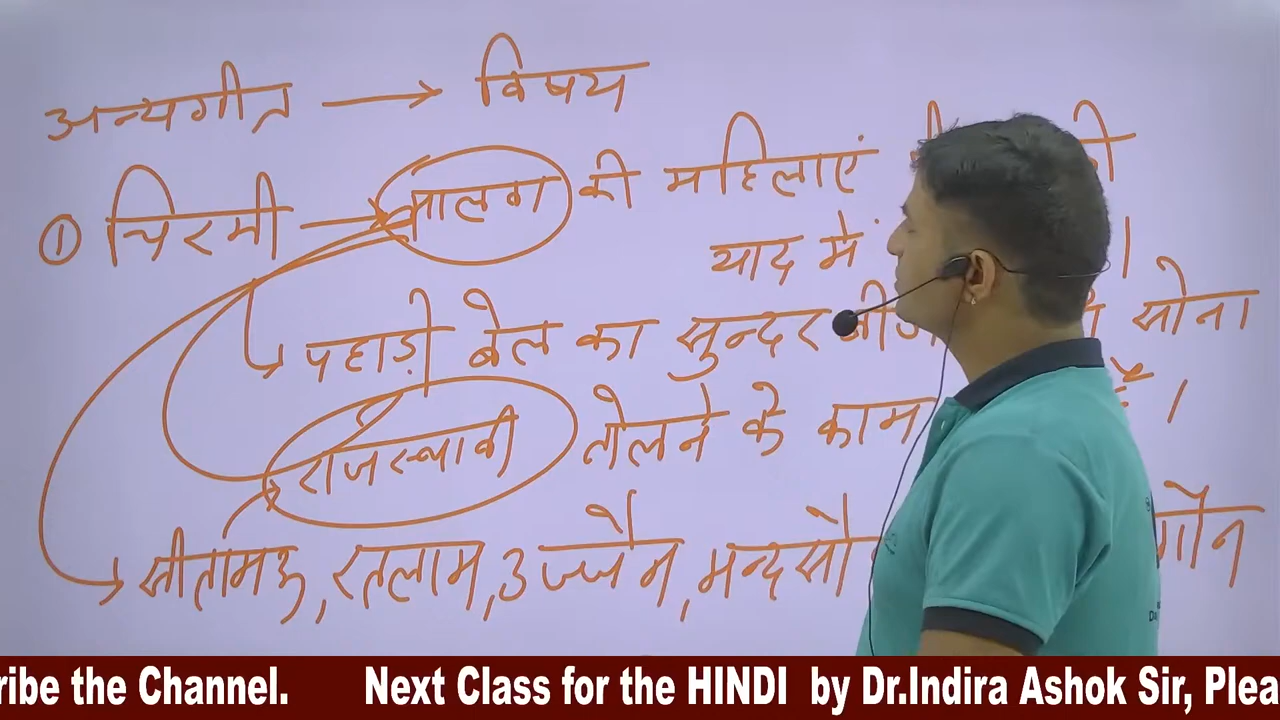 अन्यगीत → विषय
① चिरमी → मालवा की महिलाएं की
याद में ।
पहाड़ी बेल का सुन्दर बीज सोना
राजस्थानी तोलने के काम हैं ।
सीतामऊ, रतलाम, उज्जैन, मन्दसौ गोन
ribe the Channel. Next Class for the HINDI by Dr.Indira Ashok Sir, Plea